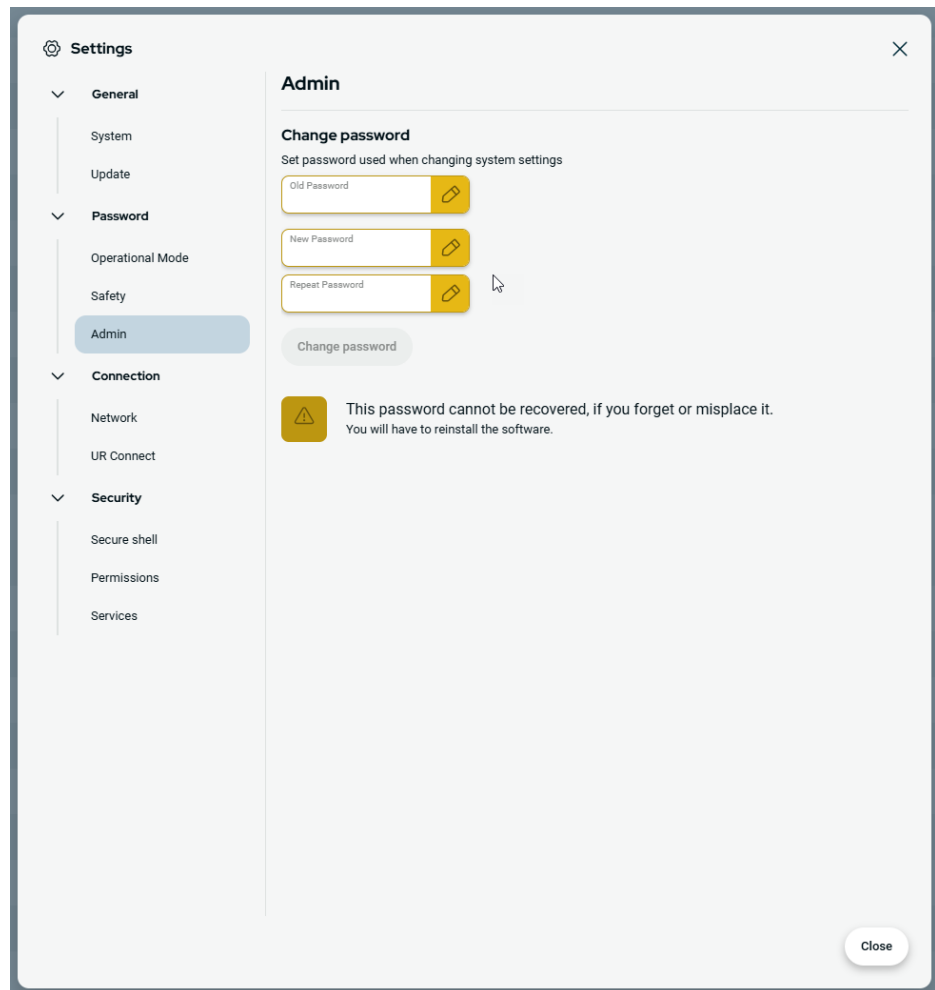 Settings
General
System
Update
Password
Operational Mode
Safety
Admin
Connection
Network
UR Connect
Security
Secure shell
Permissions
Services
Admin
Change password
Set password used when changing system settings
Old Password
New Password
Repeat Password
Change password
This password cannot be recovered, if you forget or misplace it.
You will have to reinstall the software.
Close